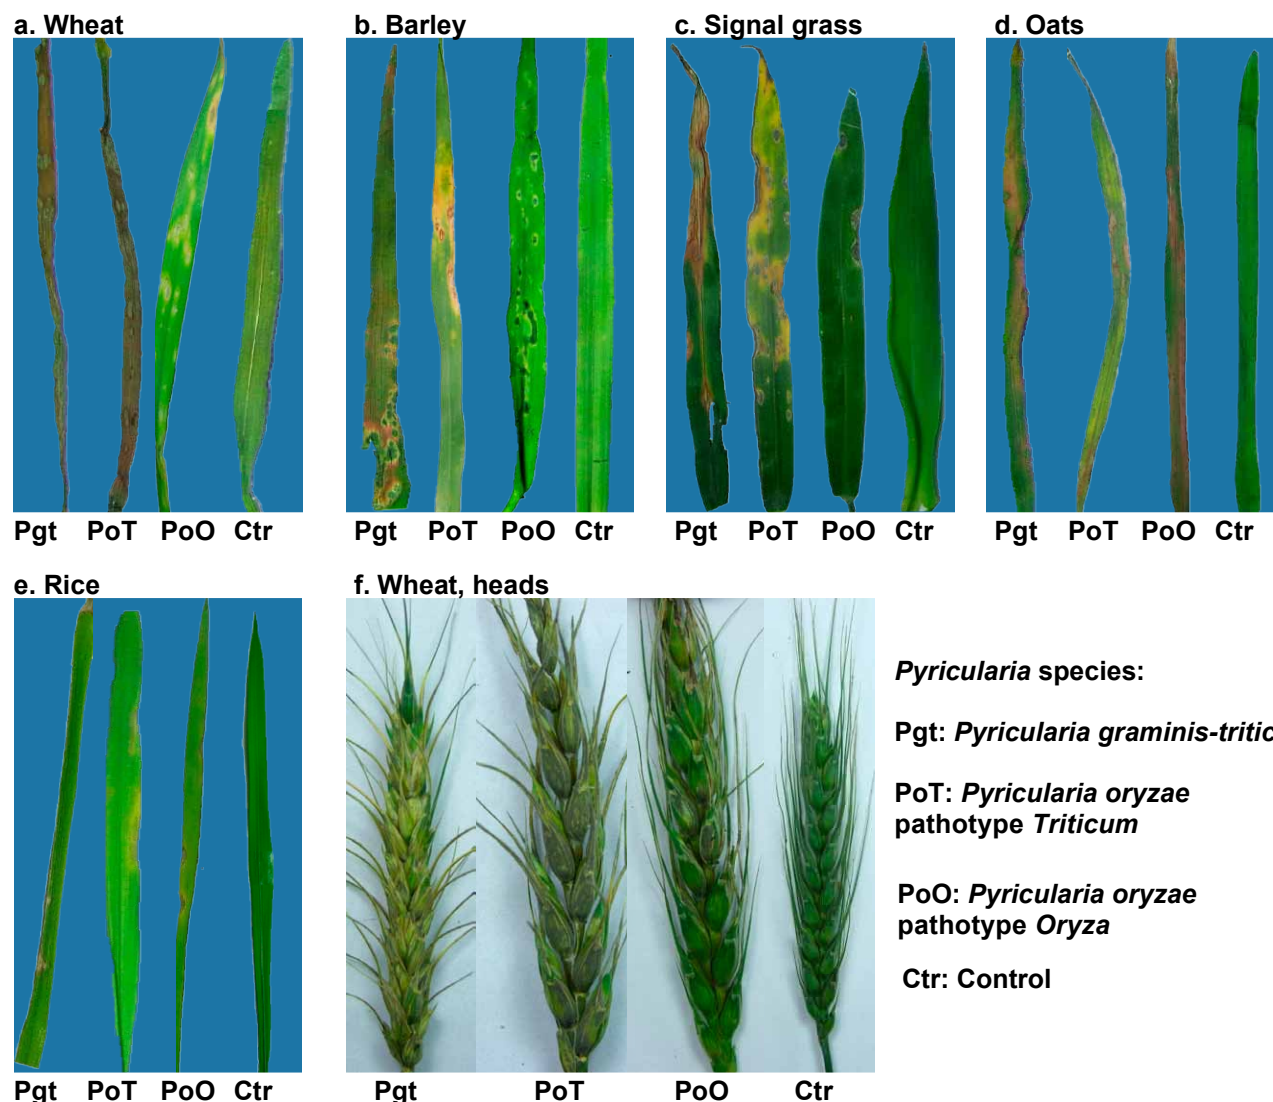 a. Wheat
b. Barley
c. Signal grass
d. Oats
Pgt PoT PoO Ctr
Pgt PoT PoO Ctr
Pgt PoT PoO Ctr
Pgt PoT PoO Ctr
e. Rice
f. Wheat, heads
Pgt PoT PoO Ctr
Pgt PoT PoO Ctr
Pyricularia species:
Pgt: Pyricularia graminis-tritic
PoT: Pyricularia oryzae
pathotype Triticum
PoO: Pyricularia oryzae
pathotype Oryza
Ctr: Control